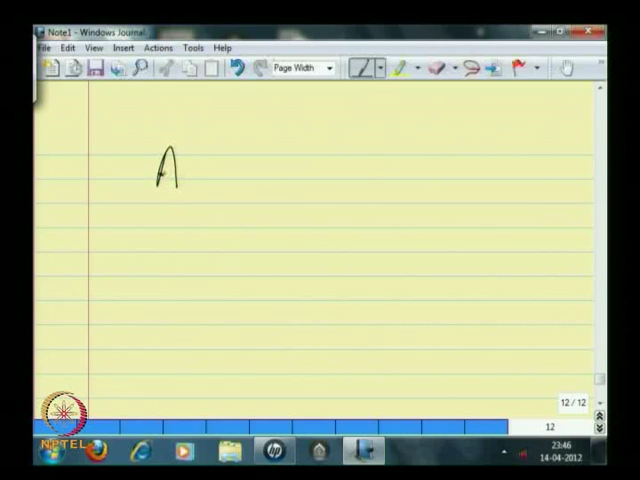 Note1 - Windows Journal
File Edit View Insert Actions Tools Help
Page Width
A
12 / 12
12
NPTEL
23:46
14-04-2012